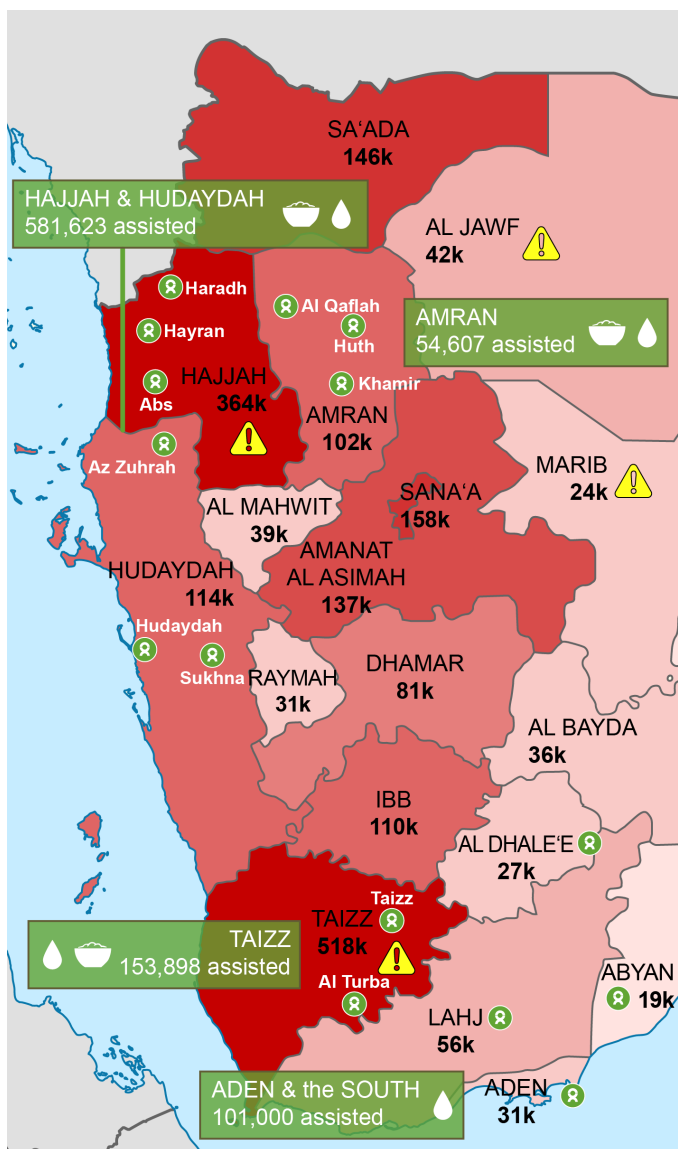 SA‘ADA
146k
HAJJAH & HUDAYDAH
581,623 assisted
AL JAWF
42k
Haradh
Al Qaflah
Hayran
Huth
AMRAN
54,607 assisted
HAJJAH
364k
Khamir
Abs
AMRAN
102k
Az Zuhrah
MARIB
24k
SANA‘A
158k
AL MAHWIT
39k
AMANAT
AL ASIMAH
137k
HUDAYDAH
114k
Hudaydah
Sukhna
RAYMAH
31k
DHAMAR
81k
AL BAYDA
36k
IBB
110k
AL DHALE‘E
27k
Taizz
TAIZZ
518k
TAIZZ
153,898 assisted
Al Turba
ABYAN
19k
LAHJ
56k
ADEN & the SOUTH
101,000 assisted
ADEN
31k